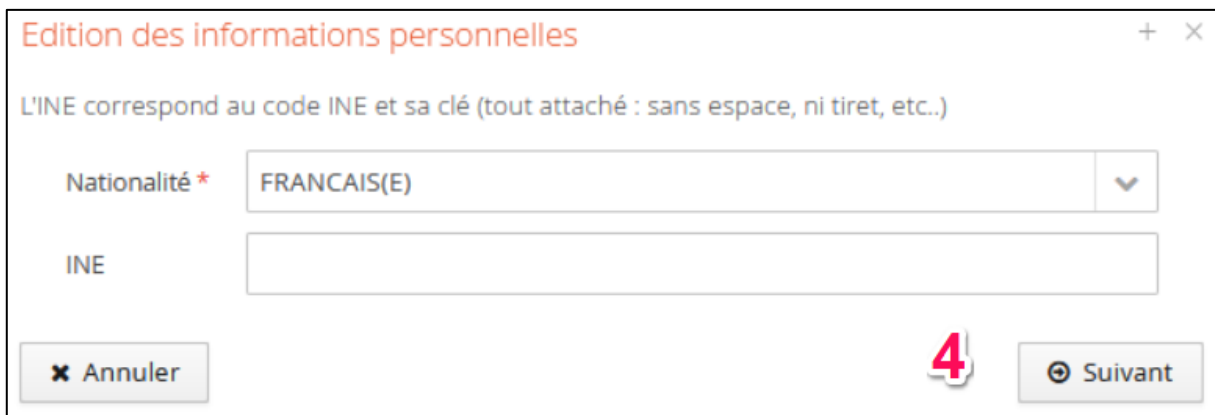 Edition des informations personnelles
L'INE correspond au code INE et sa clé (tout attaché : sans espace, ni tiret, etc..)
Nationalité * FRANCAIS(E)
INE
Annuler 4 Suivant